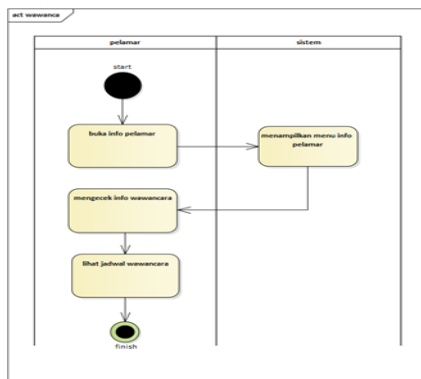 act wawanca
pelamar
sistem
start
buka info pelamar
menampilkan menu info
pelamar
mengecek info wawancara
lihat jadwal wawancara
finish